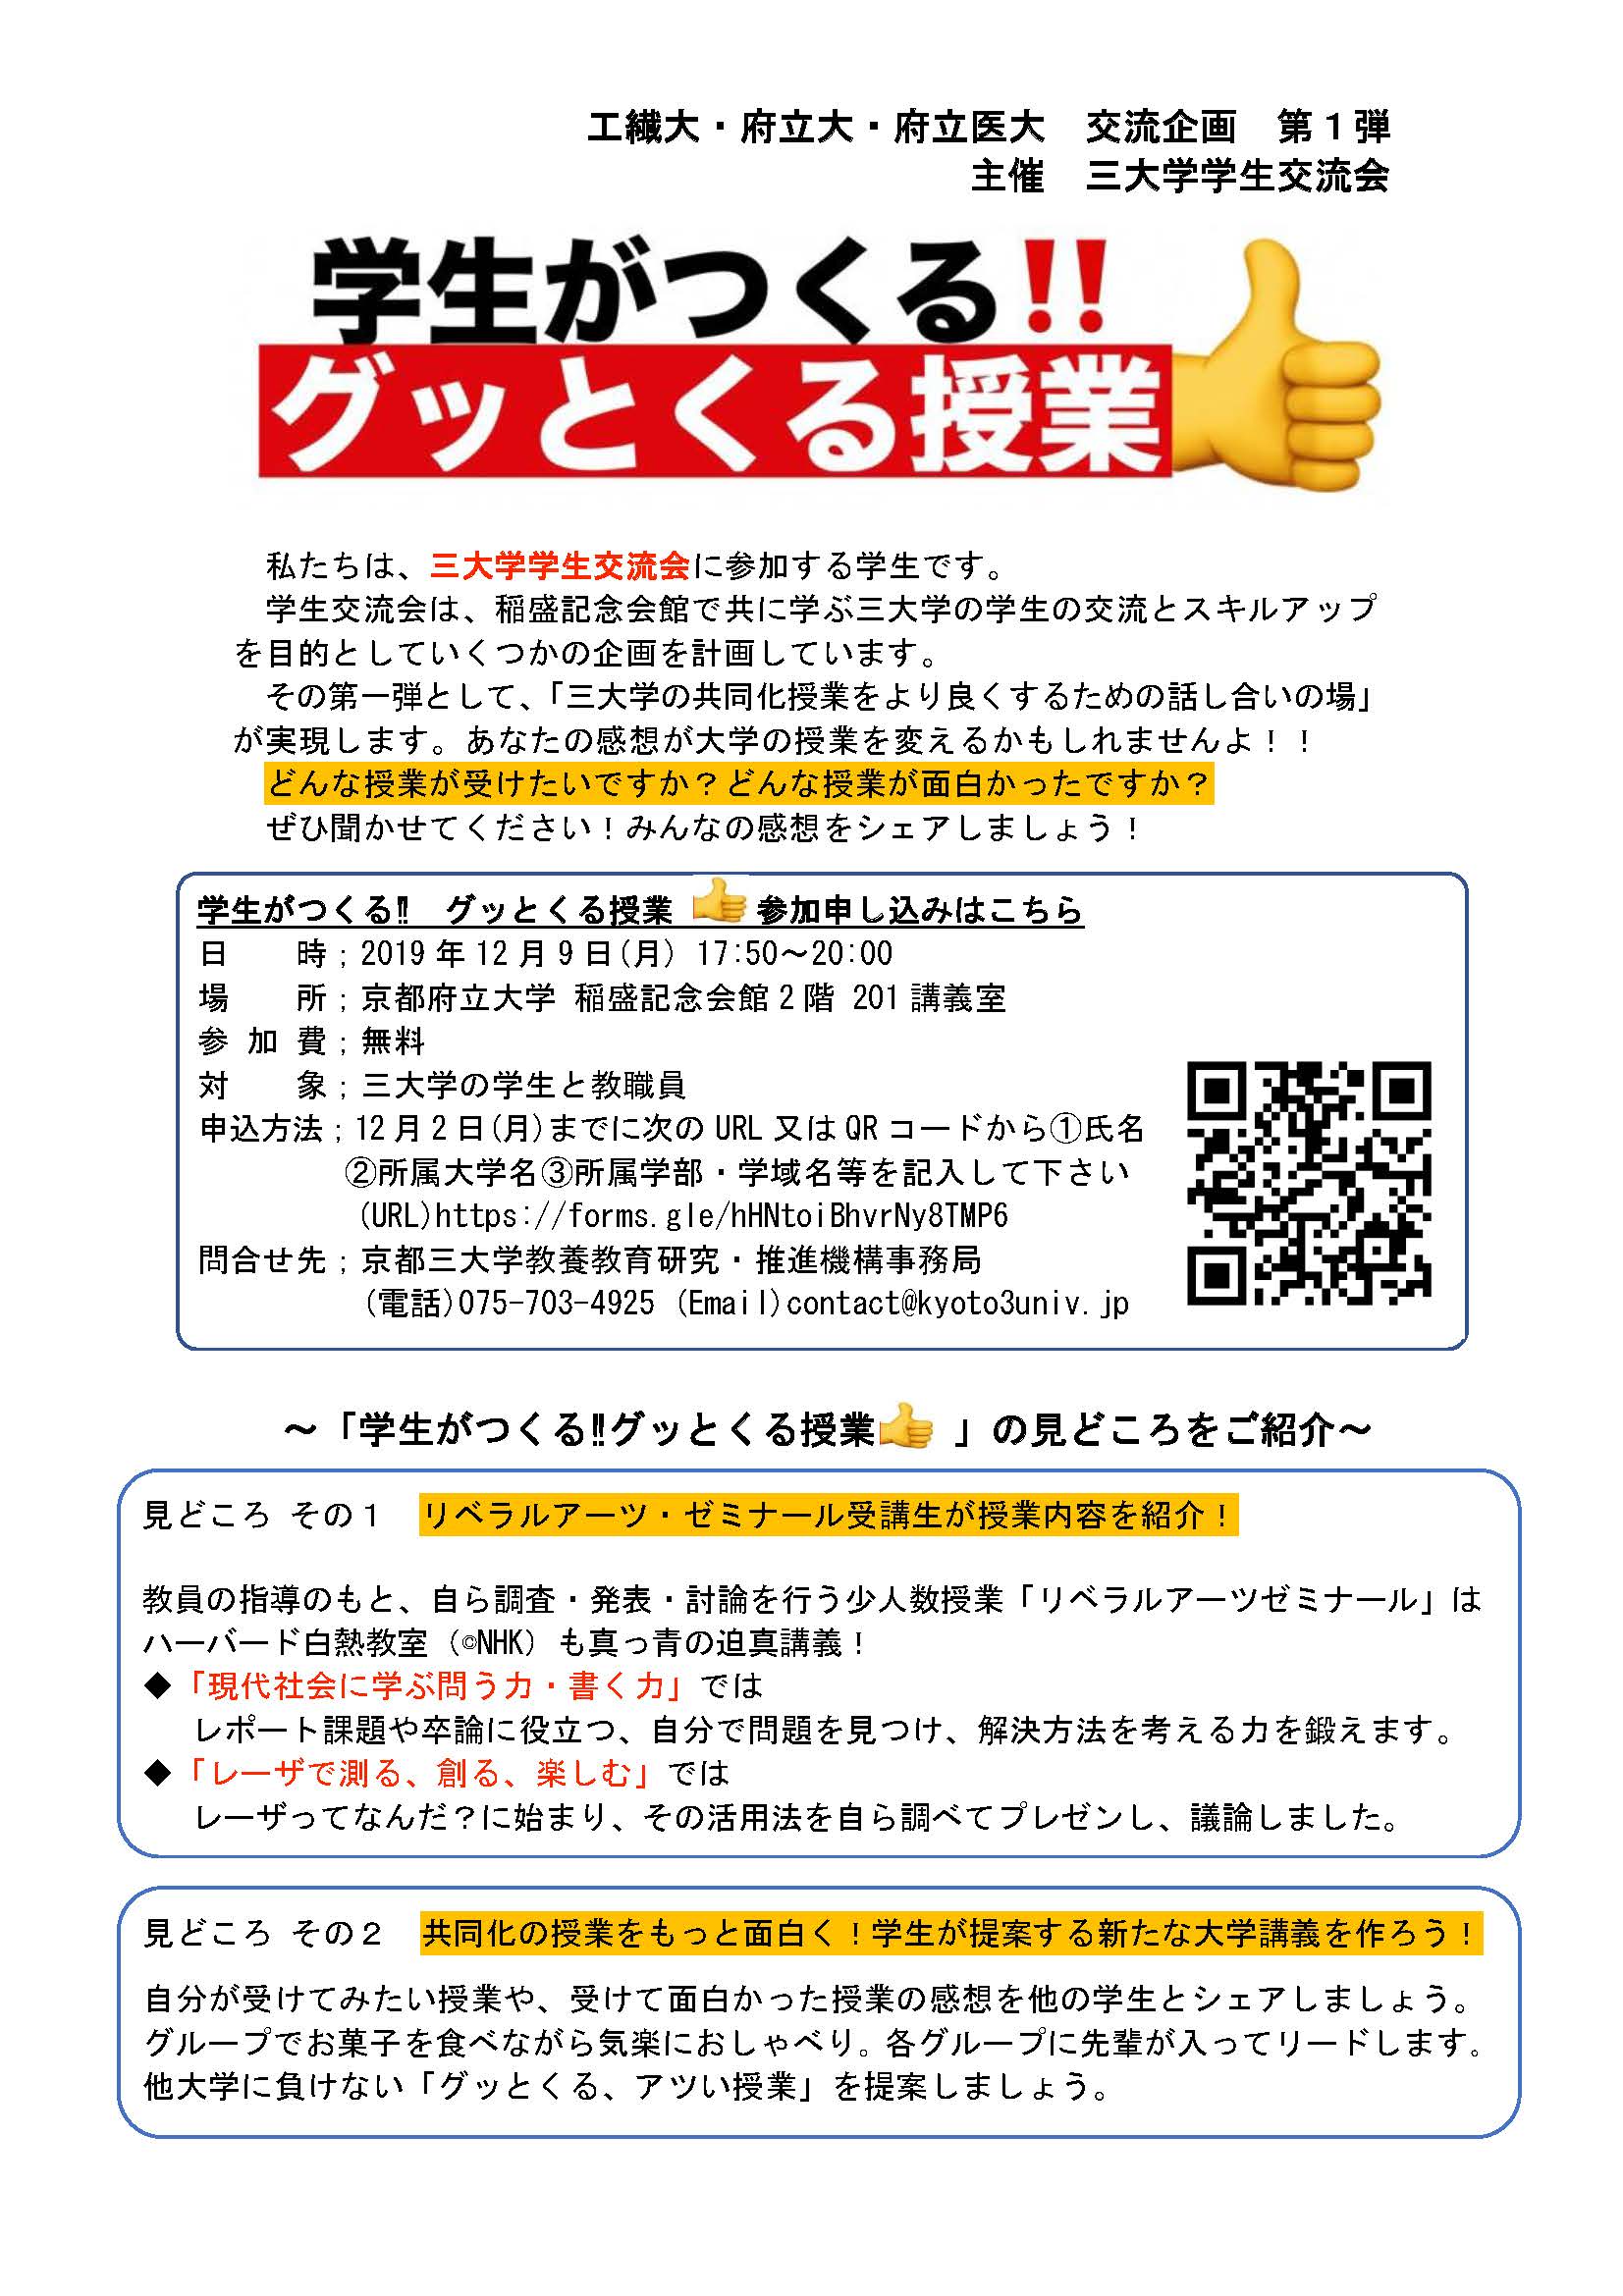 工繊大・府立大・府立医大　交流企画　第１弾
主催　三大学学生交流会
学生がつくる‼
グッとくる授業
私たちは、三大学学生交流会に参加する学生です。
学生交流会は、稲盛記念会館で共に学ぶ三大学の学生の交流とスキルアップ
を目的としていくつかの企画を計画しています。
その第一弾として、「三大学の共同化授業をより良くするための話し合いの場」
が実現します。あなたの感想が大学の授業を変えるかもしれませんよ！！
どんな授業が受けたいですか？どんな授業が面白かったですか？
ぜひ聞かせてください！みんなの感想をシェアしましょう！
学生がつくる‼　グッとくる授業 👍 参加申し込みはこちら
日　　時；2019 年 12 月 9 日(月) 17:50～20:00
場　　所；京都府立大学 稲盛記念会館 2 階 201 講義室
参 加 費；無料
対　　象；三大学の学生と教職員
申込方法；12 月 2 日(月)までに次の URL 又は QR コードから①氏名
②所属大学名③所属学部・学域名等を記入して下さい
(URL)https://forms.gle/hHNtoiBhvrNy8TMP6
問合せ先；京都三大学教養教育研究・推進機構事務局
(電話)075-703-4925 (Email)contact@kyoto3univ.jp
～「学生がつくる‼グッとくる授業👍 」の見どころをご紹介～
見どころ その１　リベラルアーツ・ゼミナール受講生が授業内容を紹介！
教員の指導のもと、自ら調査・発表・討論を行う少人数授業「リベラルアーツゼミナール」は
ハーバード白熱教室（©NHK）も真っ青の迫真講義！
◆「現代社会に学ぶ問う力・書く力」では
レポート課題や卒論に役立つ、自分で問題を見つけ、解決方法を考える力を鍛えます。
◆「レーザで測る、創る、楽しむ」では
レーザってなんだ？に始まり、その活用法を自ら調べてプレゼンし、議論しました。
見どころ その２　共同化の授業をもっと面白く！学生が提案する新たな大学講義を作ろう！
自分が受けてみたい授業や、受けて面白かった授業の感想を他の学生とシェアしましょう。
グループでお菓子を食べながら気楽におしゃべり。各グループに先輩が入ってリードします。
他大学に負けない「グッとくる、アツい授業」を提案しましょう。